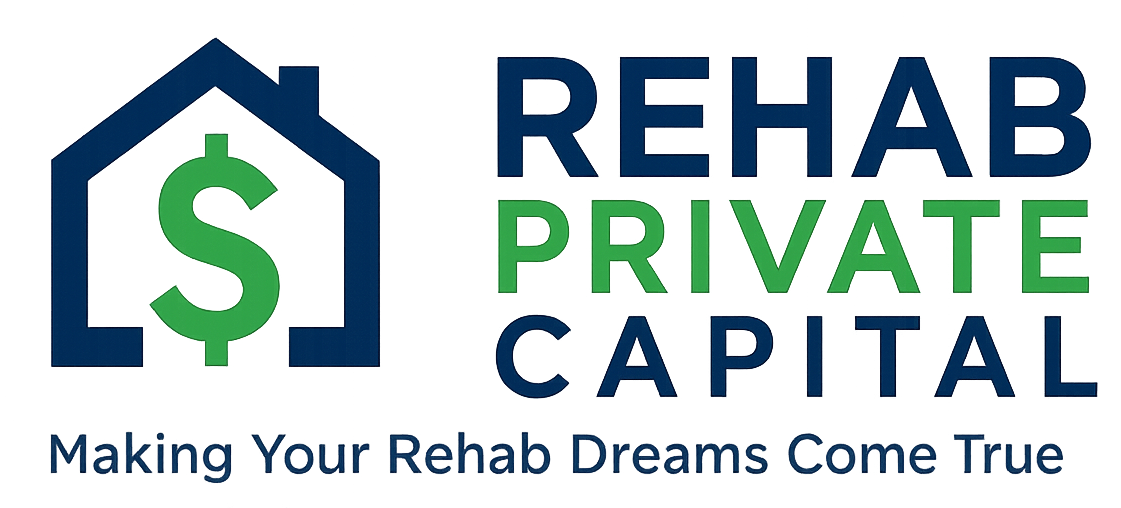 $
REHAB
PRIVATE
CAPITAL
Making Your Rehab Dreams Come True